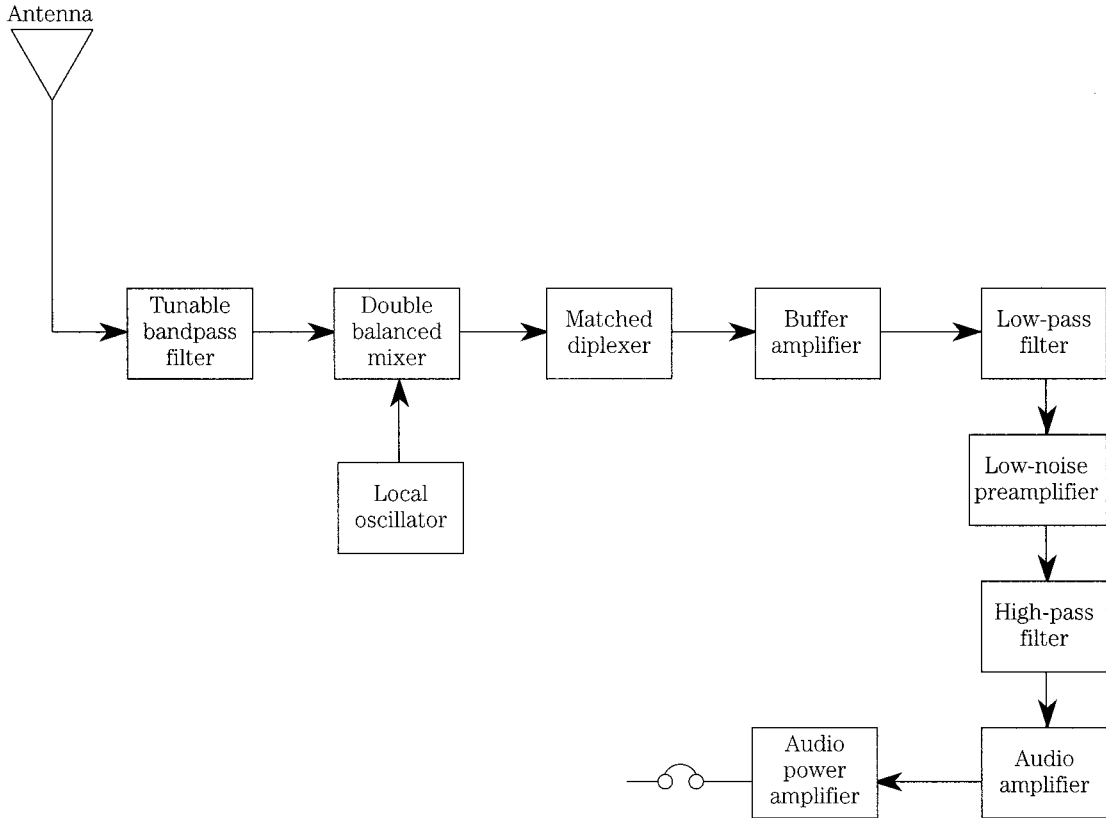 Antenna
Tunable
bandpass
filter
Double
balanced
mixer
Matched
diplexer
Buffer
amplifier
Low-pass
filter
Local
oscillator
Low-noise
preamplifier
High-pass
filter
Audio
amplifier
Audio
power
amplifier